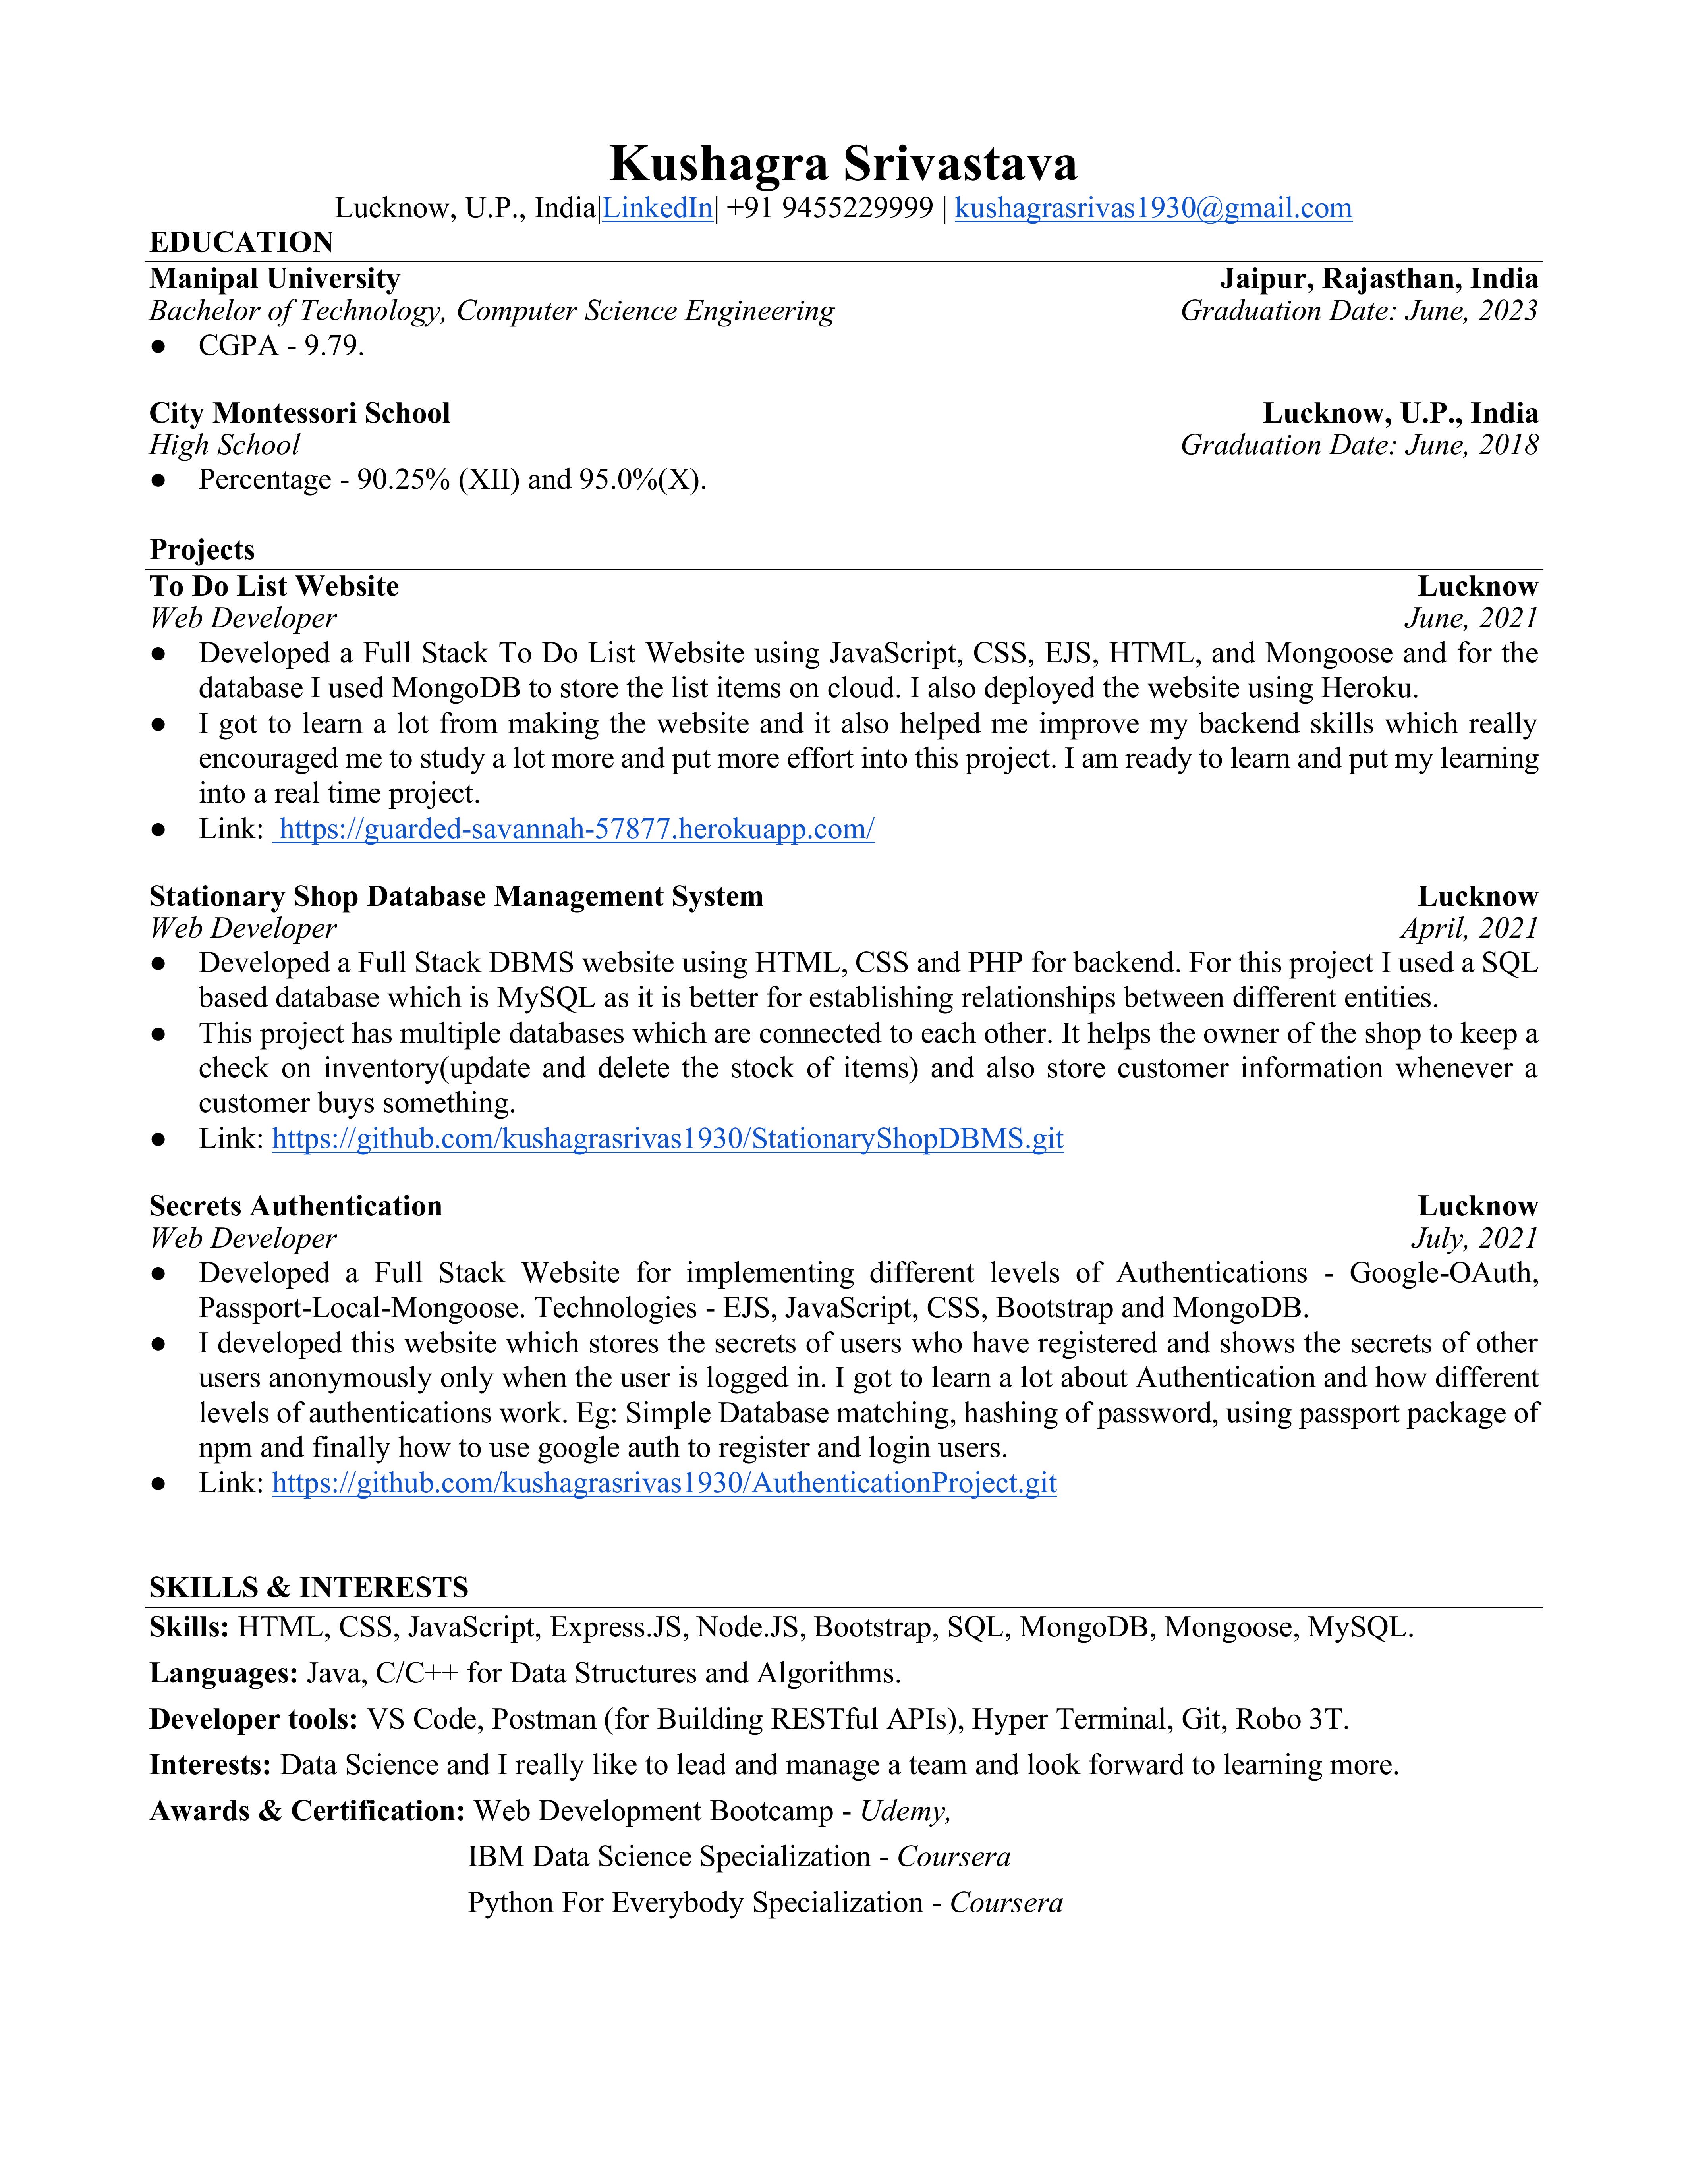 Kushagra Srivastava
Lucknow, U.P., India|LinkedIn| +91 9455229999 | kushagrasrivas1930@gmail.com
EDUCATION
Manipal University Jaipur, Rajasthan, India
Bachelor of Technology, Computer Science Engineering Graduation Date: June, 2023
● CGPA - 9.79.
City Montessori School Lucknow, U.P., India
High School Graduation Date: June, 2018
● Percentage - 90.25% (XII) and 95.0%(X).
Projects
To Do List Website Lucknow
Web Developer June, 2021
● Developed a Full Stack To Do List Website using JavaScript, CSS, EJS, HTML, and Mongoose and for the
database I used MongoDB to store the list items on cloud. I also deployed the website using Heroku.
● I got to learn a lot from making the website and it also helped me improve my backend skills which really
encouraged me to study a lot more and put more effort into this project. I am ready to learn and put my learning
into a real time project.
● Link: https://guarded-savannah-57877.herokuapp.com/
Stationary Shop Database Management System Lucknow
Web Developer April, 2021
● Developed a Full Stack DBMS website using HTML, CSS and PHP for backend. For this project I used a SQL
based database which is MySQL as it is better for establishing relationships between different entities.
● This project has multiple databases which are connected to each other. It helps the owner of the shop to keep a
check on inventory(update and delete the stock of items) and also store customer information whenever a
customer buys something.
● Link: https://github.com/kushagrasrivas1930/StationaryShopDBMS.git
Secrets Authentication Lucknow
Web Developer July, 2021
● Developed a Full Stack Website for implementing different levels of Authentications - Google-OAuth,
Passport-Local-Mongoose. Technologies - EJS, JavaScript, CSS, Bootstrap and MongoDB.
● I developed this website which stores the secrets of users who have registered and shows the secrets of other
users anonymously only when the user is logged in. I got to learn a lot about Authentication and how different
levels of authentications work. Eg: Simple Database matching, hashing of password, using passport package of
npm and finally how to use google auth to register and login users.
● Link: https://github.com/kushagrasrivas1930/AuthenticationProject.git
SKILLS & INTERESTS
Skills: HTML, CSS, JavaScript, Express.JS, Node.JS, Bootstrap, SQL, MongoDB, Mongoose, MySQL.
Languages: Java, C/C++ for Data Structures and Algorithms.
Developer tools: VS Code, Postman (for Building RESTful APIs), Hyper Terminal, Git, Robo 3T.
Interests: Data Science and I really like to lead and manage a team and look forward to learning more.
Awards & Certification: Web Development Bootcamp - Udemy,
IBM Data Science Specialization - Coursera
Python For Everybody Specialization - Coursera